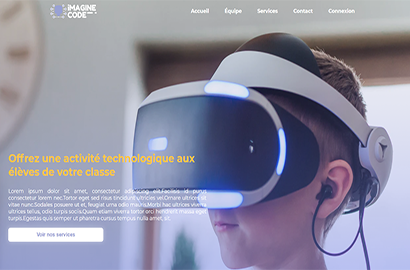 iMAGiNE
CODE
Accueil Équipe Services Contact Connexion
Offrez une activité technologique aux
élèves de votre classe
Lorem ipsum dolor sit amet, consectetur adipiscing elit.Facilisis id
consectetur lorem nec.Tortor eget sed risus tincidunt ultricies vel.Ornare ultrices sit
vitae nunc.Sodales posuere ut et, feugiat urna odio mauris.Morbi hac ultrices viverra
ultrices tellus, odio turpis sociis.Quam etiam viverra tortor orci hendrerit massa eget
turpis.Egestas quis semper ut pharetra cursus tempus nulla amet, sit.
Voir nos services